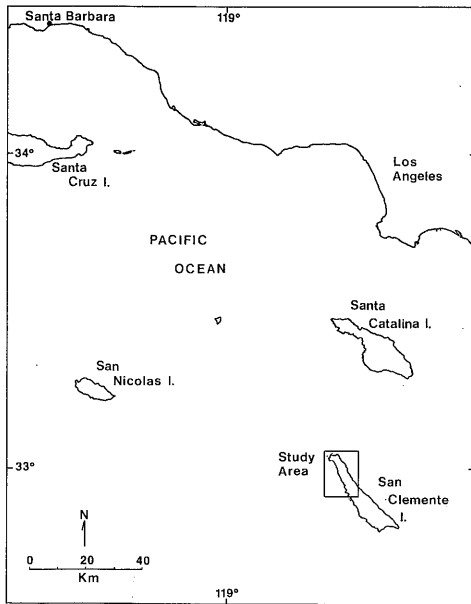 119°
Santa Barbara
34°
Santa
Cruz I.
Los
Angeles
PACIFIC
OCEAN
Santa
Catalina I.
San
Nicolas I.
Study
Area
33°
San
Clemente
I.
N
0 20 40
Km
119°